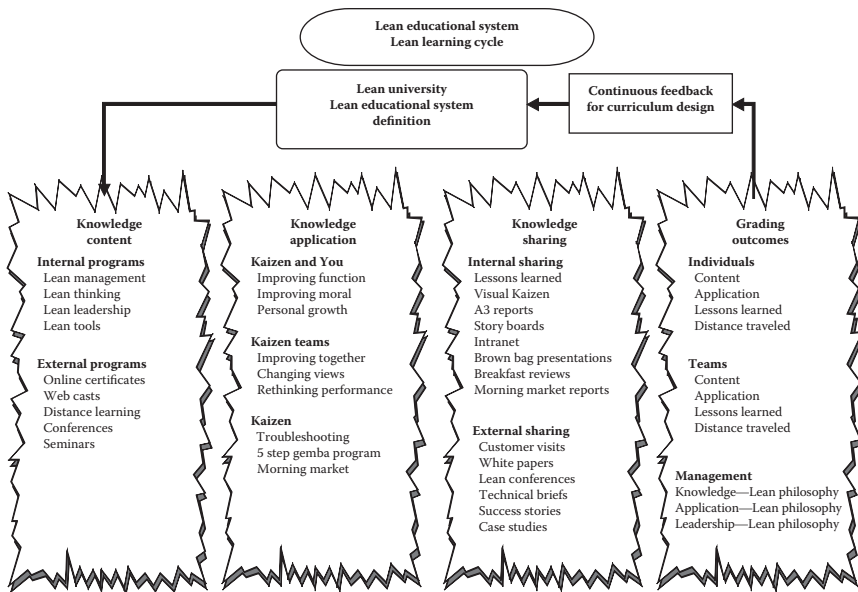 Lean educational system
Lean learning cycle
Lean university
Lean educational system
definition
Continuous feedback
for curriculum design
Knowledge
content
Internal programs
Lean management
Lean thinking
Lean leadership
Lean tools
External programs
Online certificates
Web casts
Distance learning
Conferences
Seminars
Knowledge
application
Kaizen and You
Improving function
Improving moral
Personal growth
Kaizen teams
Improving together
Changing views
Rethinking performance
Kaizen
Troubleshooting
5 step gemba program
Morning market
Knowledge
sharing
Internal sharing
Lessons learned
Visual Kaizen
A3 reports
Story boards
Intranet
Brown bag presentations
Breakfast reviews
Morning market reports
External sharing
Customer visits
White papers
Lean conferences
Technical briefs
Success stories
Case studies
Grading
outcomes
Individuals
Content
Application
Lessons learned
Distance traveled
Teams
Content
Application
Lessons learned
Distance traveled
Management
Knowledge—Lean philosophy
Application—Lean philosophy
Leadership—Lean philosophy